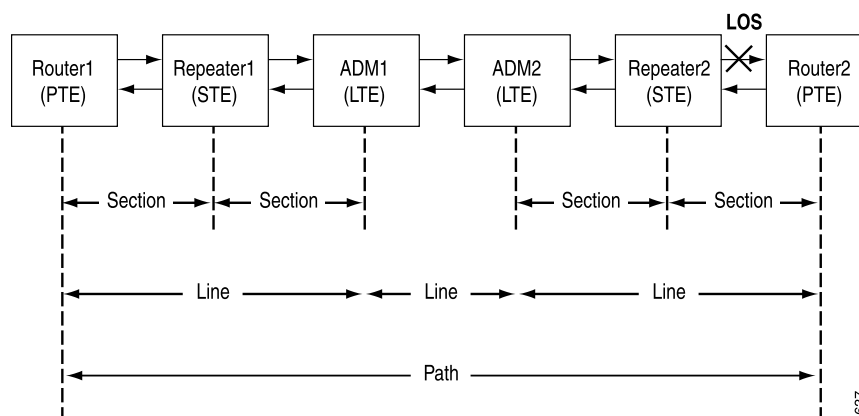 LOS
Router1
(PTE)
Repeater1
(STE)
ADM1
(LTE)
ADM2
(LTE)
Repeater2
(STE)
Router2
(PTE)
Section
Section
Section
Section
Line
Line
Line
Path